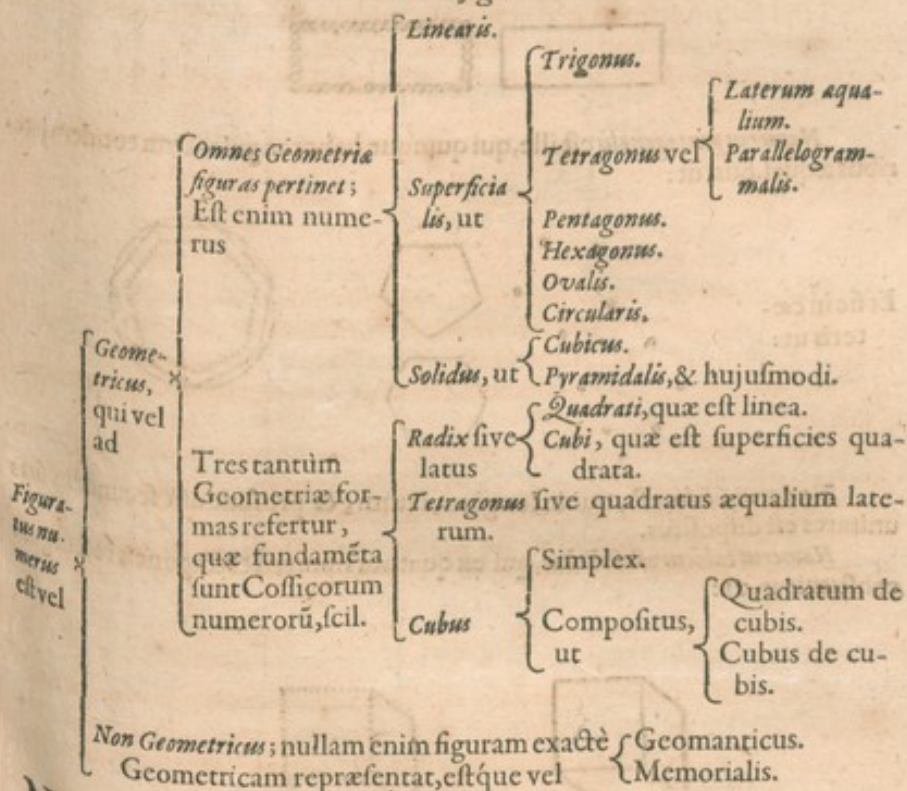 Figura-
tus nu-
merus
est vel
Geome-
tricus,
qui vel
ad
Omnes Geometriæ
figuras pertinet;
Est enim nume-
rus
Linearis.
Superficia
lis, ut
Trigonus.
Tetragonus vel
Laterum æqua-
lium.
Parallelogram-
malis.
Pentagonus.
Hexagonus.
Ovalis.
Circularis.
Solidus, ut
Cubicus.
Pyramidalis, & hujuſmodi.
Tres tantùm
Geometriæ for-
mas refertur,
quæ fundamēta
ſunt Coſſicorum
numerorū, ſcil.
Radix ſive
latus
Quadrati, quæ eſt linea.
Cubi, quæ est ſuperficies qua-
drata.
Tetragonus ſive quadratus æqualium late-
rum.
Cubus
Simplex.
Compoſitus,
ut
Quadratum de
cubis.
Cubus de cu-
bis.
Non Geometricus; nullam enim figuram exactè
Geometricam repræſentat, eſtque vel
Geomanticus.
Memorialis.